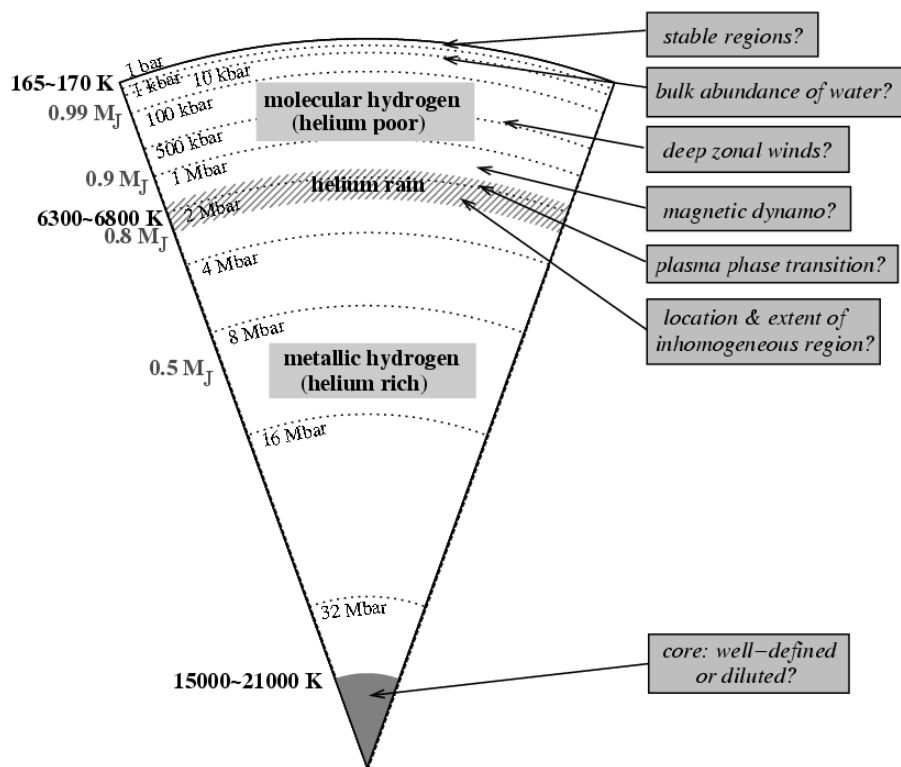 stable regions?
1 bar
165~170 K
1 kbar 10 kbar
bulk abundance of water?
0.99 MJ
100 kbar
molecular hydrogen
(helium poor)
500 kbar
deep zonal winds?
0.9 MJ
1 Mbar
helium rain
magnetic dynamo?
6300~6800 K
2 Mbar
0.8 MJ
4 Mbar
plasma phase transition?
location & extent of
inhomogeneous region?
8 Mbar
0.5 MJ
metallic hydrogen
(helium rich)
16 Mbar
32 Mbar
15000~21000 K
core: well-defined
or diluted?